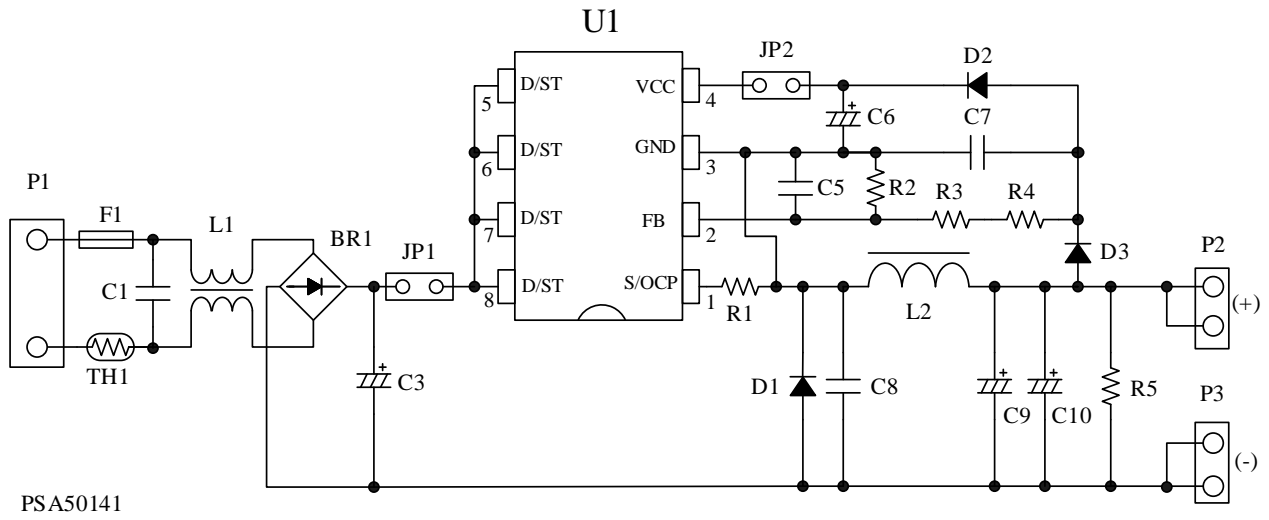 U1
JP2
D2
D/ST
VCC
5
4
C6
C7
D/ST
GND
6
3
P1
C5
R2
R3
R4
F1
L1
BR1
JP1
D/ST
FB
7
2
D3
P2
C1
D/ST
S/OCP
8
1
R1
L2
(+)
TH1
C3
D1
C8
C9
C10
R5
P3
(-)
PSA50141